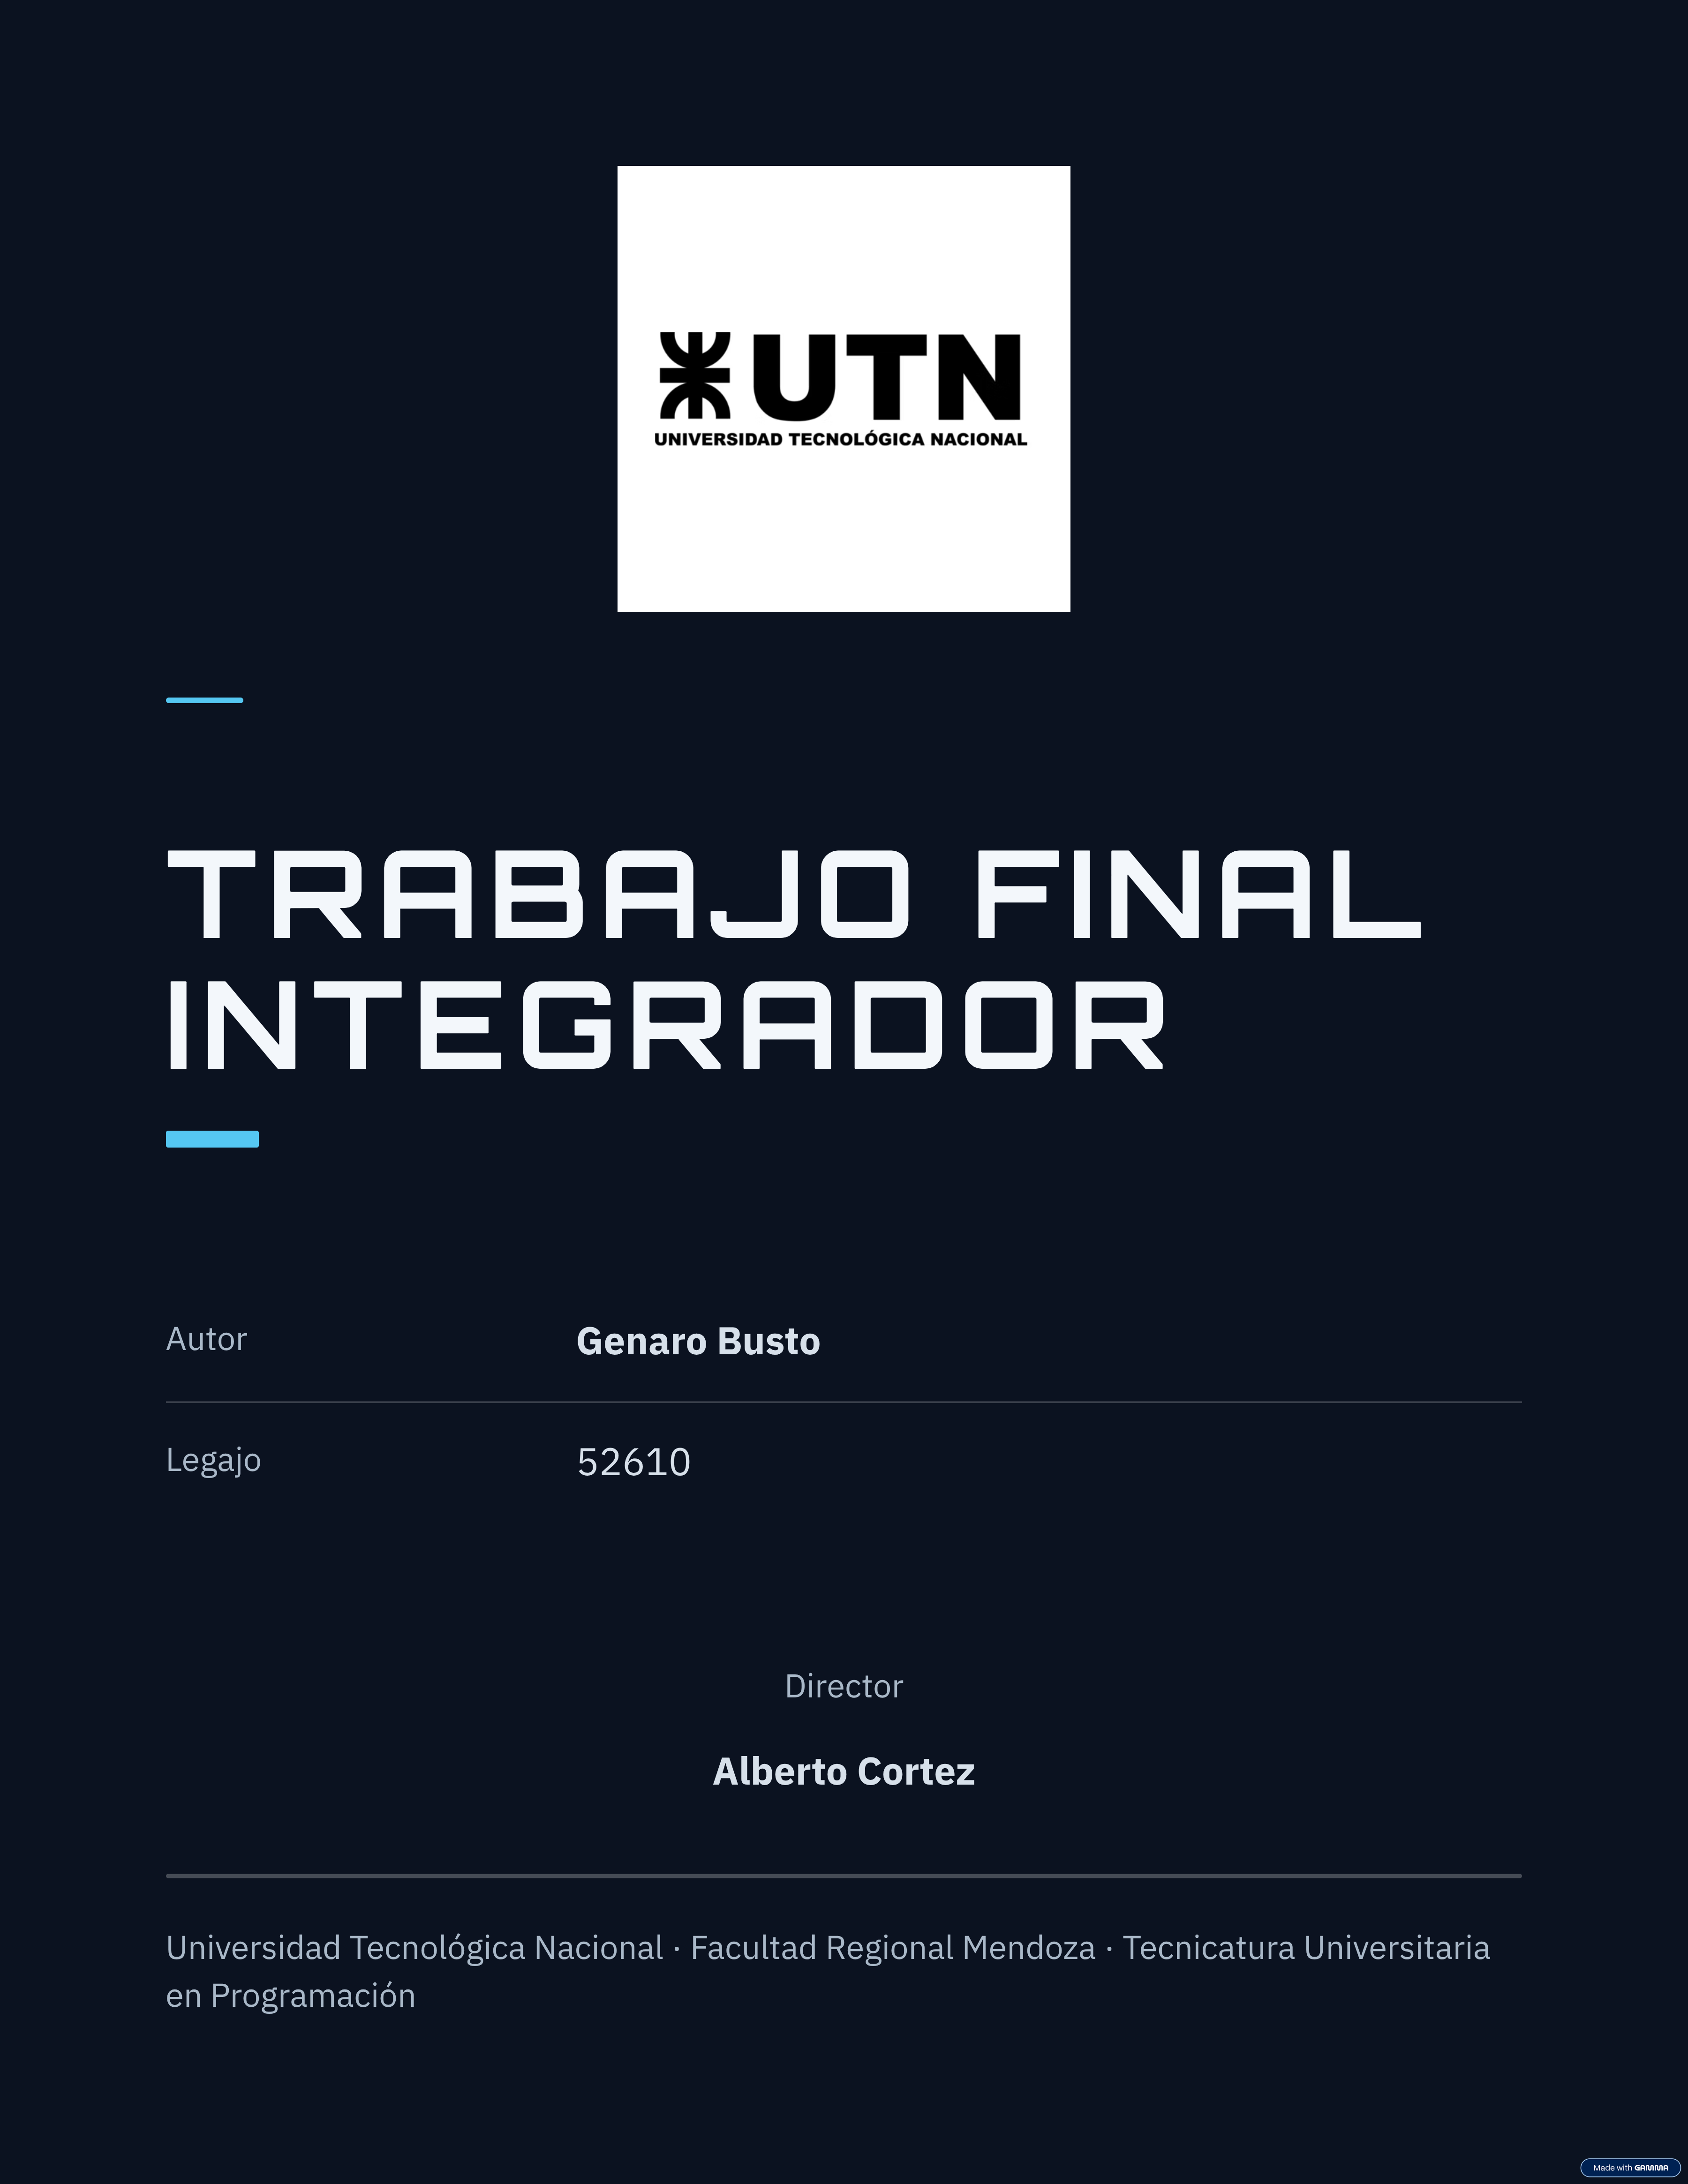 UTN
UNIVERSIDAD TECNOLÓGICA NACIONAL
TRABAJO FINAL
INTEGRADOR
Autor Genaro Busto
Legajo 52610
Director
Alberto Cortez
Universidad Tecnológica Nacional · Facultad Regional Mendoza · Tecnicatura Universitaria
en Programación
Made with GAMMA